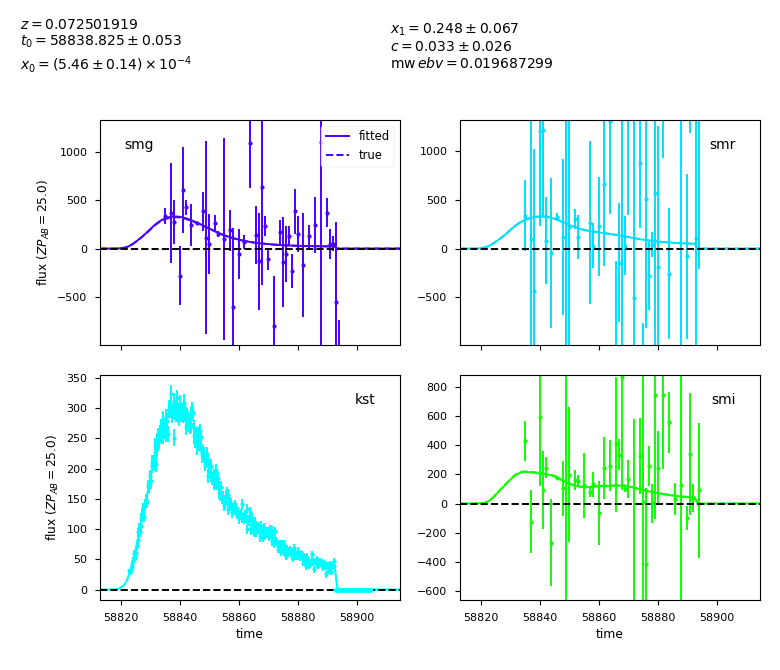 z = 0.072501919
t₀ = 58838.825 ± 0.053
x₀ = (5.46 ± 0.14) × 10⁻⁴
x₁ = 0.248 ± 0.067
c = 0.033 ± 0.026
mw ebv = 0.019687299
smg
fitted
true
1000
500
0
−500
flux (ZP_AB = 25.0)
smr
1000
500
0
−500
kst
350
300
250
200
150
100
50
0
flux (ZP_AB = 25.0)
58820 58840 58860 58880 58900
time
smi
800
600
400
200
0
−200
−400
−600
58820 58840 58860 58880 58900
time